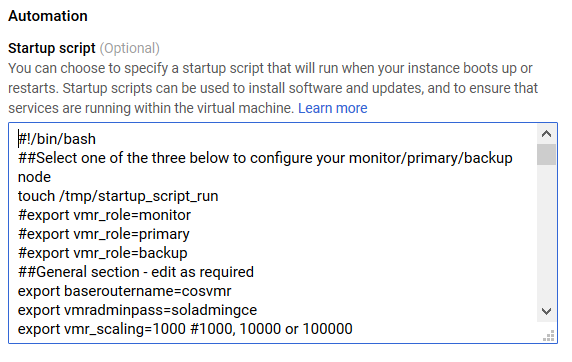 Automation
Startup script (Optional)
You can choose to specify a startup script that will run when your instance boots up or
restarts. Startup scripts can be used to install software and updates, and to ensure that
services are running within the virtual machine. Learn more
#!/bin/bash
##Select one of the three below to configure your monitor/primary/backup
node
touch /tmp/startup_script_run
#export vmr_role=monitor
#export vmr_role=primary
#export vmr_role=backup
##General section - edit as required
export baseroutername=cosvmr
export vmradminpass=soladmingce
export vmr_scaling=1000 #1000, 10000 or 100000